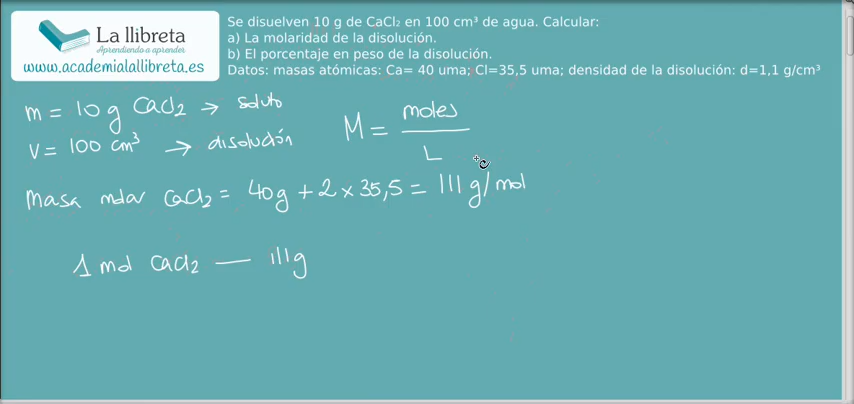 La llibreta
Aprendiendo a aprender
www.academialallibreta.es
Se disuelven 10 g de CaCl₂ en 100 cm³ de agua. Calcular:
a) La molaridad de la disolución.
b) El porcentaje en peso de la disolución.
Datos: masas atómicas: Ca= 40 uma; Cl=35,5 uma; densidad de la disolución: d=1,1 g/cm³
m = 10 g CaCl2 → soluto
V = 100 cm³ → disolución
M = moles / L
Masa molar CaCl2 = 40g + 2 x 35,5 = 111 g/mol
1 mol CaCl2 — 111g